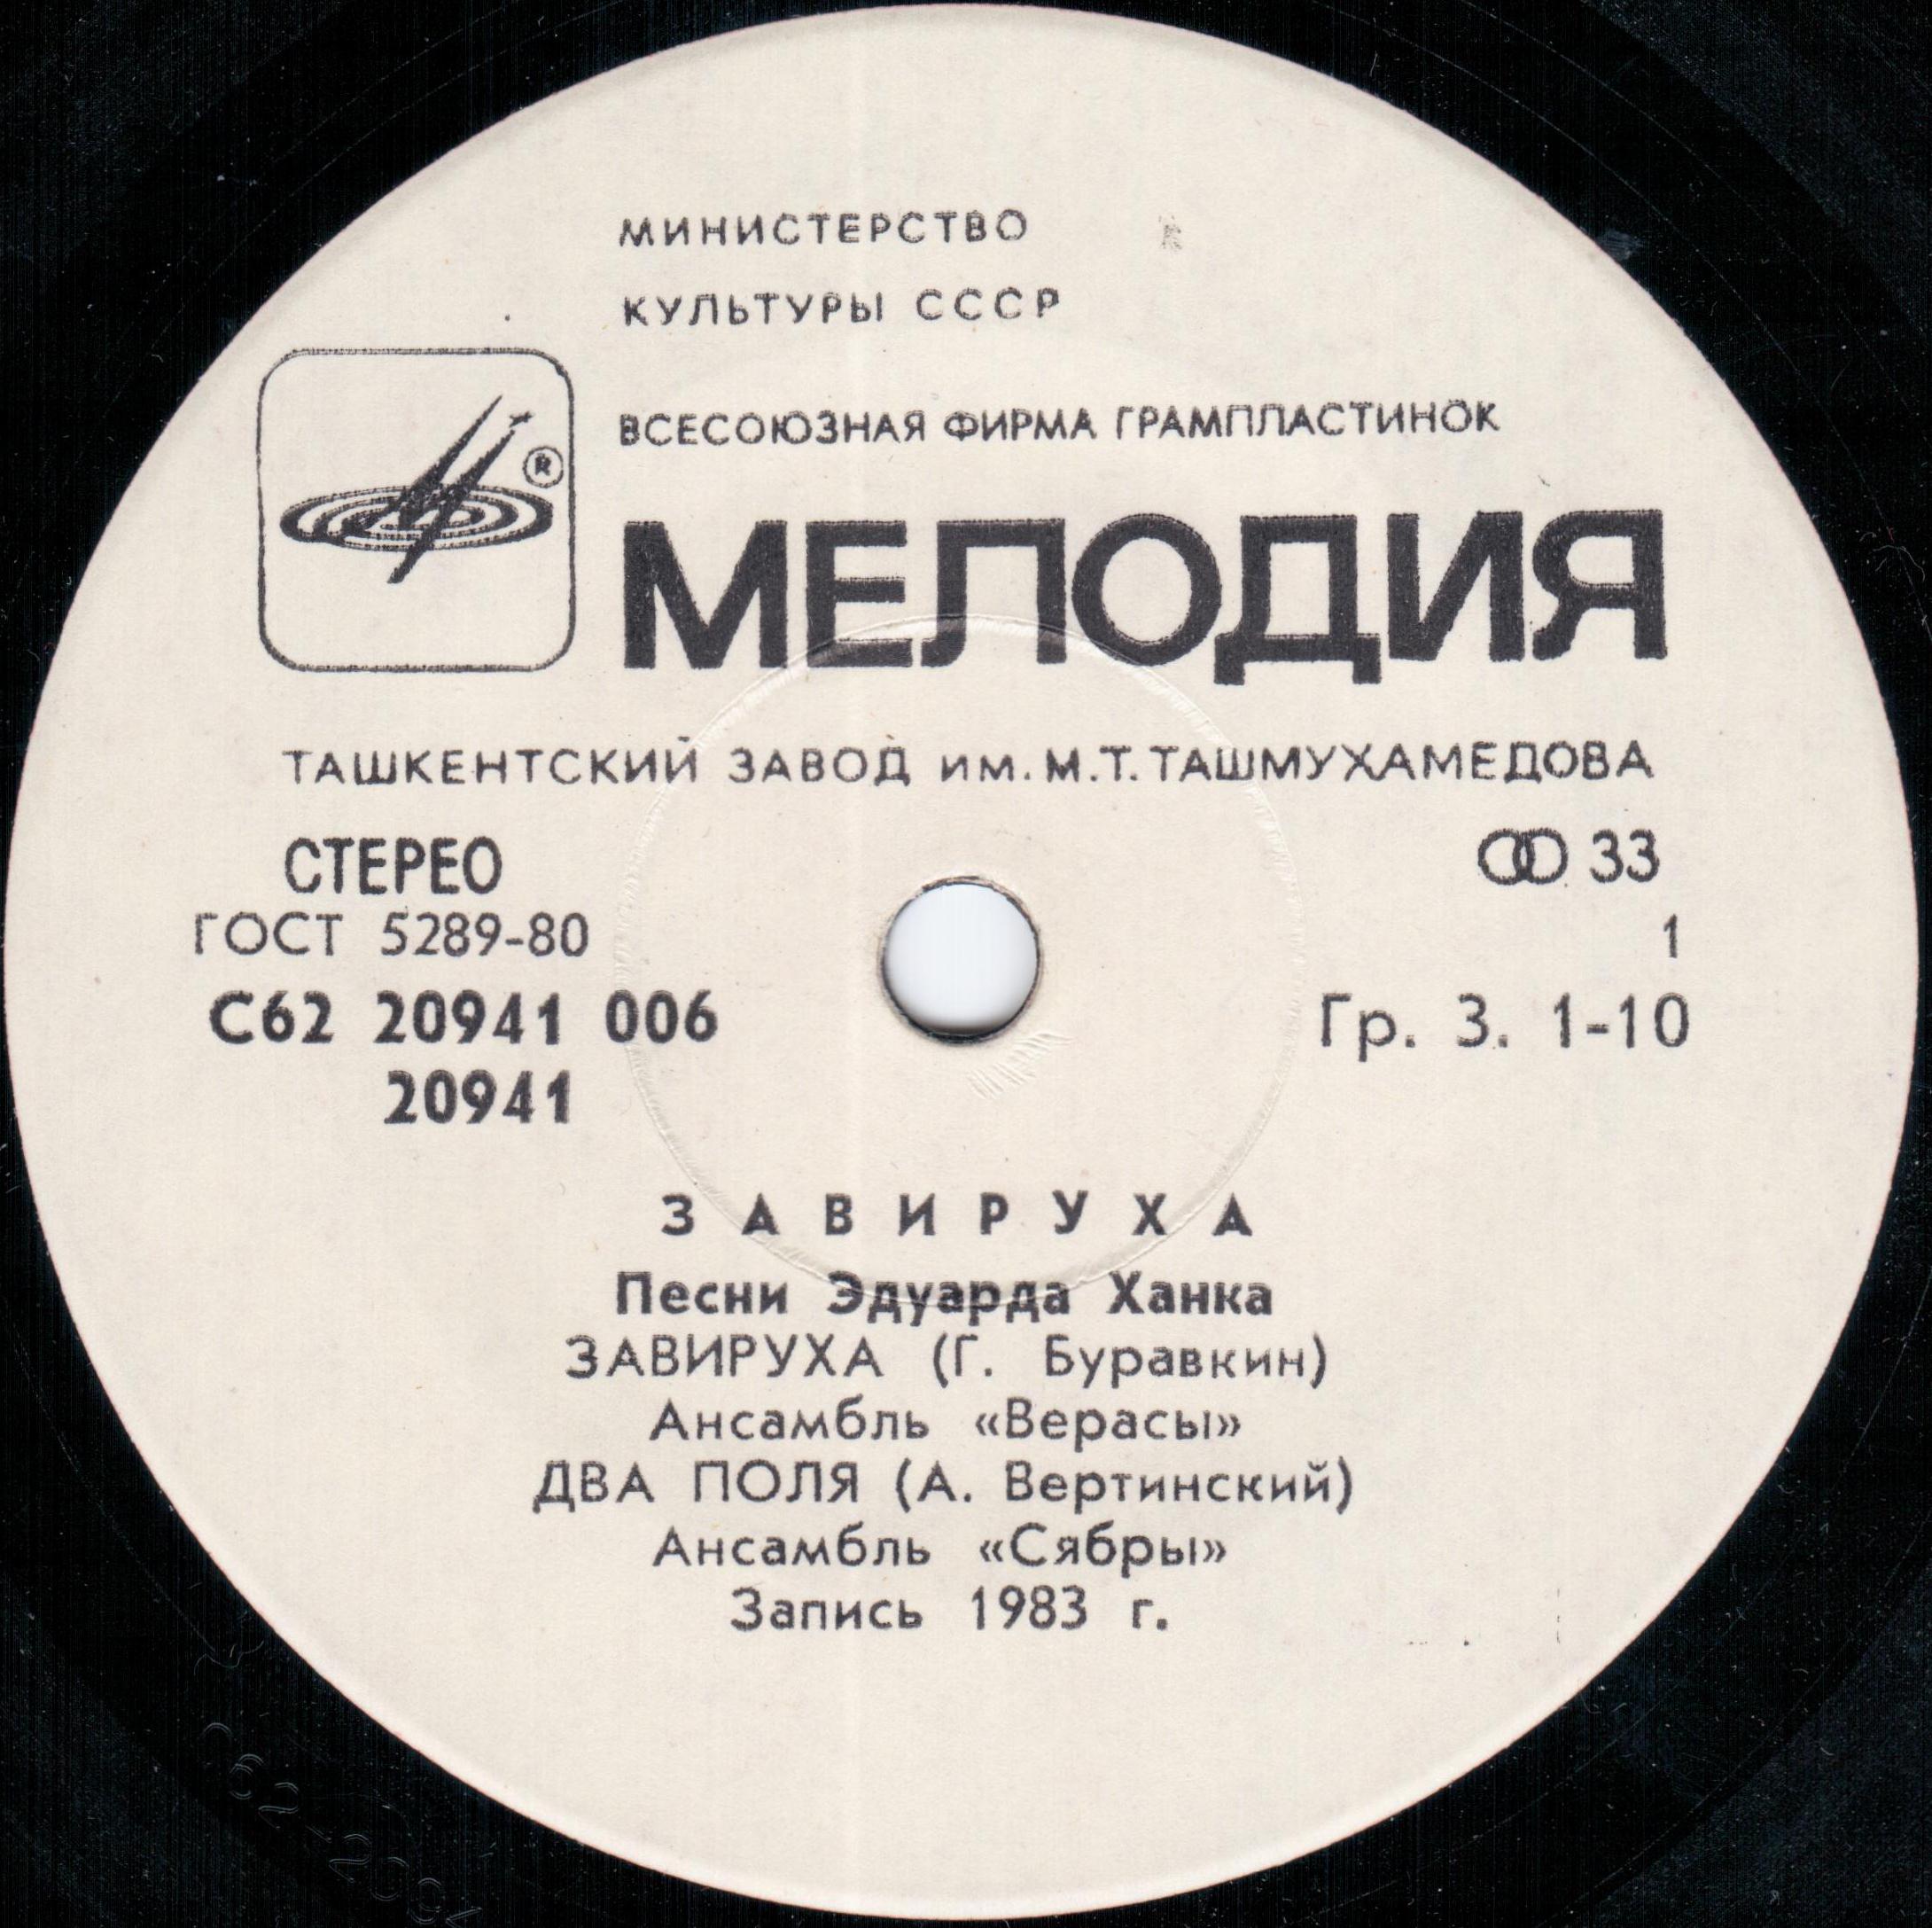 МИНИСТЕРСТВО
КУЛЬТУРЫ СССР
ВСЕСОЮЗНАЯ ФИРМА ГРАМПЛАСТИНОК
®
МЕЛОДИЯ
ТАШКЕНТСКИЙ ЗАВОД им. М.Т. ТАШМУХАМЕДОВА
СТЕРЕО
33
ГОСТ 5289-80
1
С62 20941 006
Гр. 3. 1-10
20941
ЗАВИРУХА
Песни Эдуарда Ханка
ЗАВИРУХА (Г. Буравкин)
Ансамбль «Верасы»
ДВА ПОЛЯ (А. Вертинский)
Ансамбль «Сябры»
Запись 1983 г.